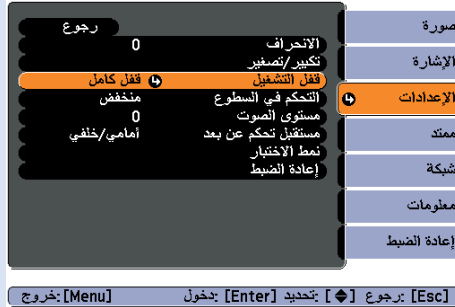 صورة
الإشارة
الإعدادات
ممتد
شبكة
معلومات
إعادة الضبط
رجوع
الانحراف 0
تكبير/تصغير
قفل التشغيل قفل كامل
التحكم في السطوع منخفض
مستوى الصوت 0
مستقبل تحكم عن بعد أمامي/خلفي
نمط الاختبار
إعادة الضبط
[Esc] :رجوع [♦] :تحديد [Enter] :دخول [Menu] :خروج